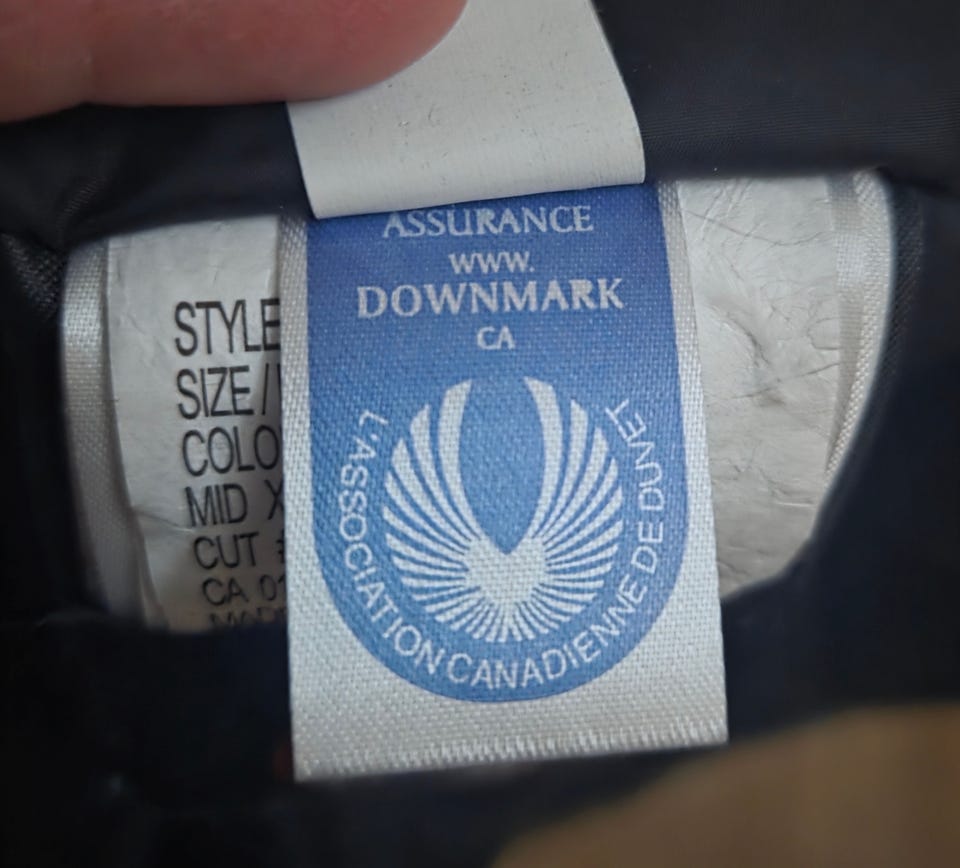 ASSURANCE
WWW.
DOWNMARK
CA
L'ASSOCIATION CANADIENNE DE DUVET
STYLE
SIZE /
COLO
MID X
CUT #
CA 01